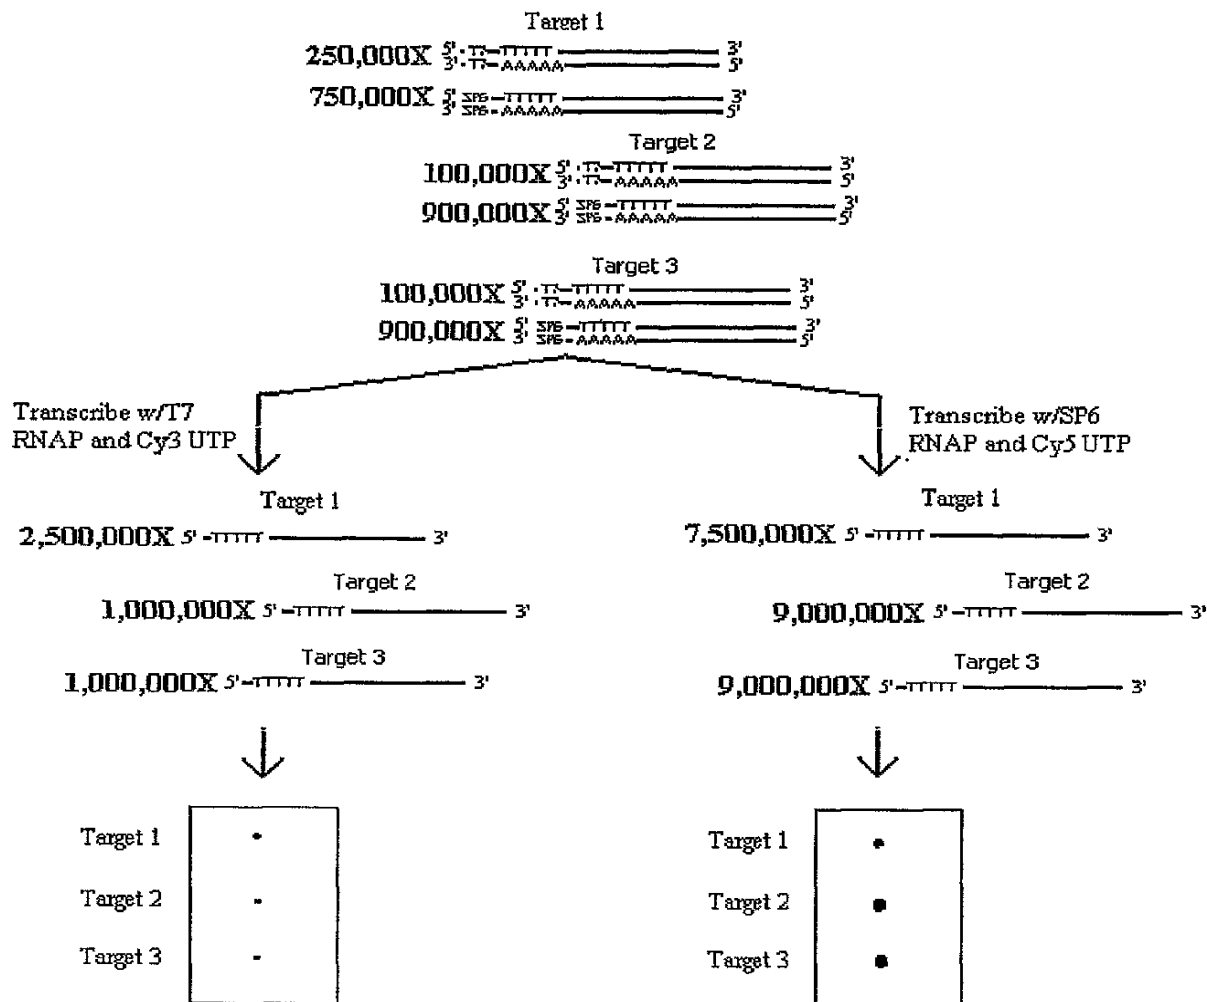 Target 1
250,000X 5' T7 TTTTT 3'
3' T7 AAAAA 5'
750,000X 5' SP6 TTTTT 3'
3' SP6 AAAAA 5'
Target 2
100,000X 5' T7 TTTTT 3'
3' T7 AAAAA 5'
900,000X 5' SP6 TTTTT 3'
3' SP6 AAAAA 5'
Target 3
100,000X 5' T7 TTTTT 3'
3' T7 AAAAA 5'
900,000X 5' SP6 TTTTT 3'
3' SP6 AAAAA 5'
Transcribe w/T7
RNAP and Cy3 UTP
Target 1
2,500,000X 5' TTTTT 3'
Target 2
1,000,000X 5' TTTTT 3'
Target 3
1,000,000X 5' TTTTT 3'
Target 1
Target 2
Target 3
Transcribe w/SP6
RNAP and Cy5 UTP
Target 1
7,500,000X 5' TTTTT 3'
Target 2
9,000,000X 5' TTTTT 3'
Target 3
9,000,000X 5' TTTTT 3'
Target 1
Target 2
Target 3